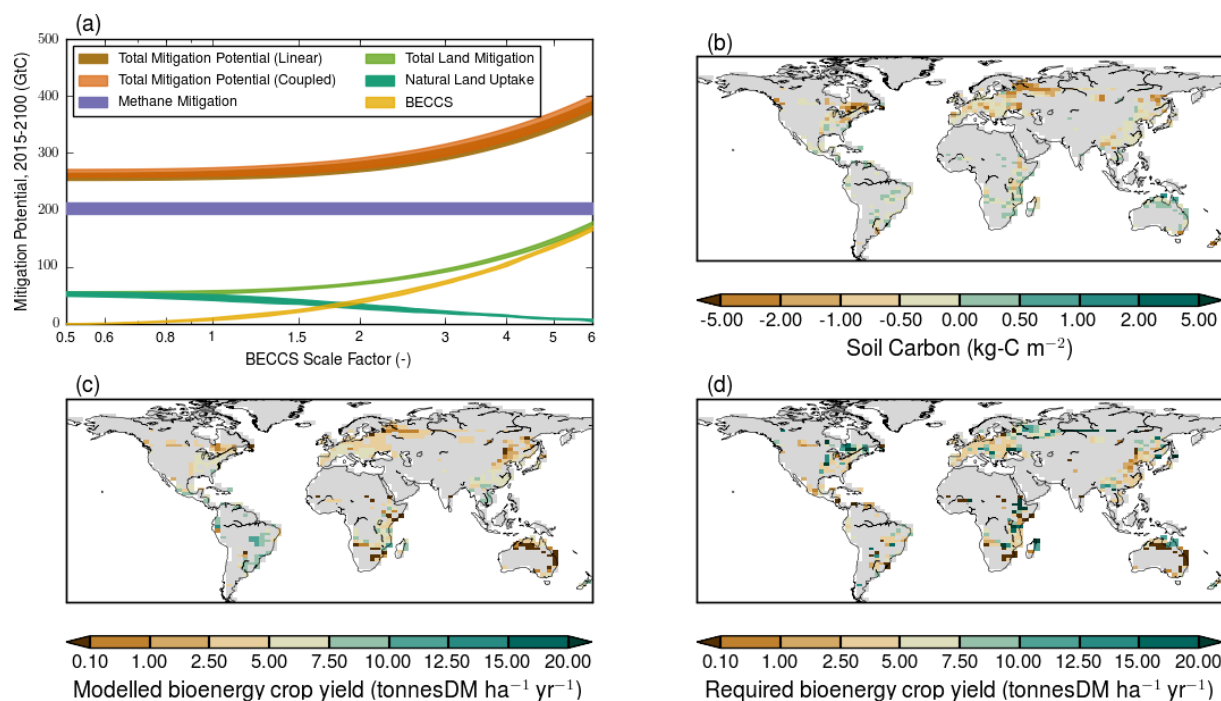 (a)
500
400
300
200
100
0
Mitigation Potential, 2015-2100 (GtC)
Total Mitigation Potential (Linear)
Total Mitigation Potential (Coupled)
Methane Mitigation
Total Land Mitigation
Natural Land Uptake
BECCS
0.5 0.6 0.8 1 1.5 2 3 4 5 6
BECCS Scale Factor (-)
(b)
-5.00 -2.00 -1.00 -0.50 0.00 0.50 1.00 2.00 5.00
Soil Carbon (kg-C m⁻²)
(c)
0.10 1.00 2.50 5.00 7.50 10.00 12.50 15.00 20.00
Modelled bioenergy crop yield (tonnesDM ha⁻¹ yr⁻¹)
(d)
0.10 1.00 2.50 5.00 7.50 10.00 12.50 15.00 20.00
Required bioenergy crop yield (tonnesDM ha⁻¹ yr⁻¹)